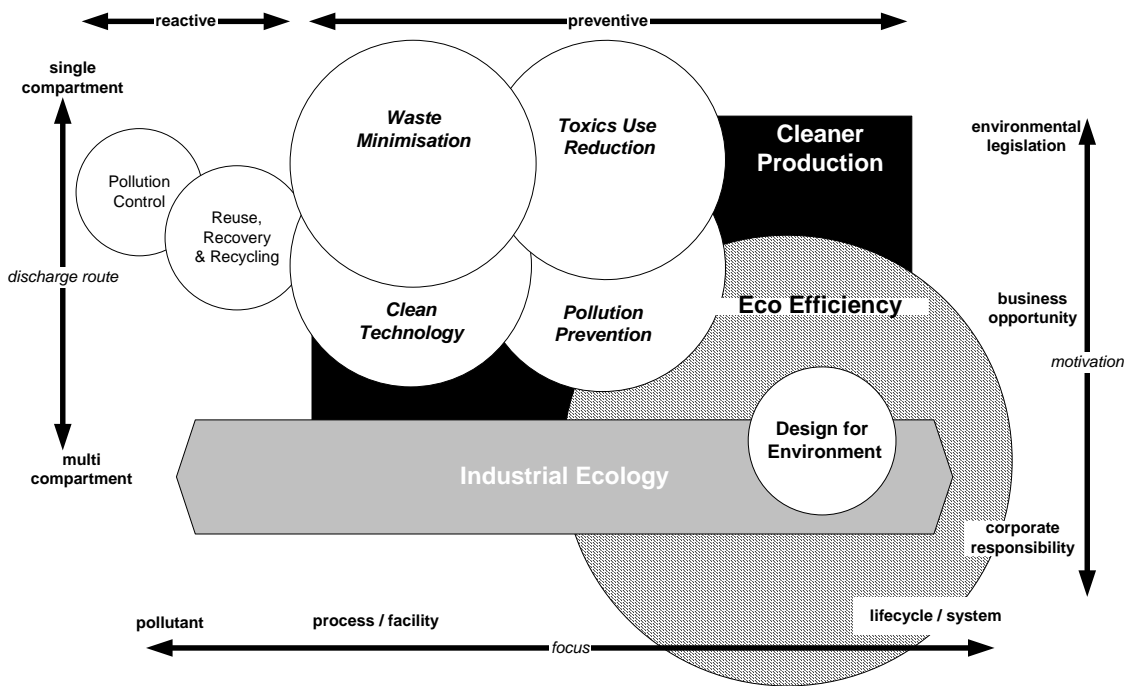 reactive
preventive
single
compartment
Waste
Minimisation
Toxics Use
Reduction
Cleaner
Production
environmental
legislation
Pollution
Control
Reuse,
Recovery
& Recycling
discharge route
Clean
Technology
Pollution
Prevention
Eco Efficiency
business
opportunity
motivation
Design for
Environment
multi
compartment
Industrial Ecology
corporate
responsibility
pollutant
process / facility
lifecycle / system
focus